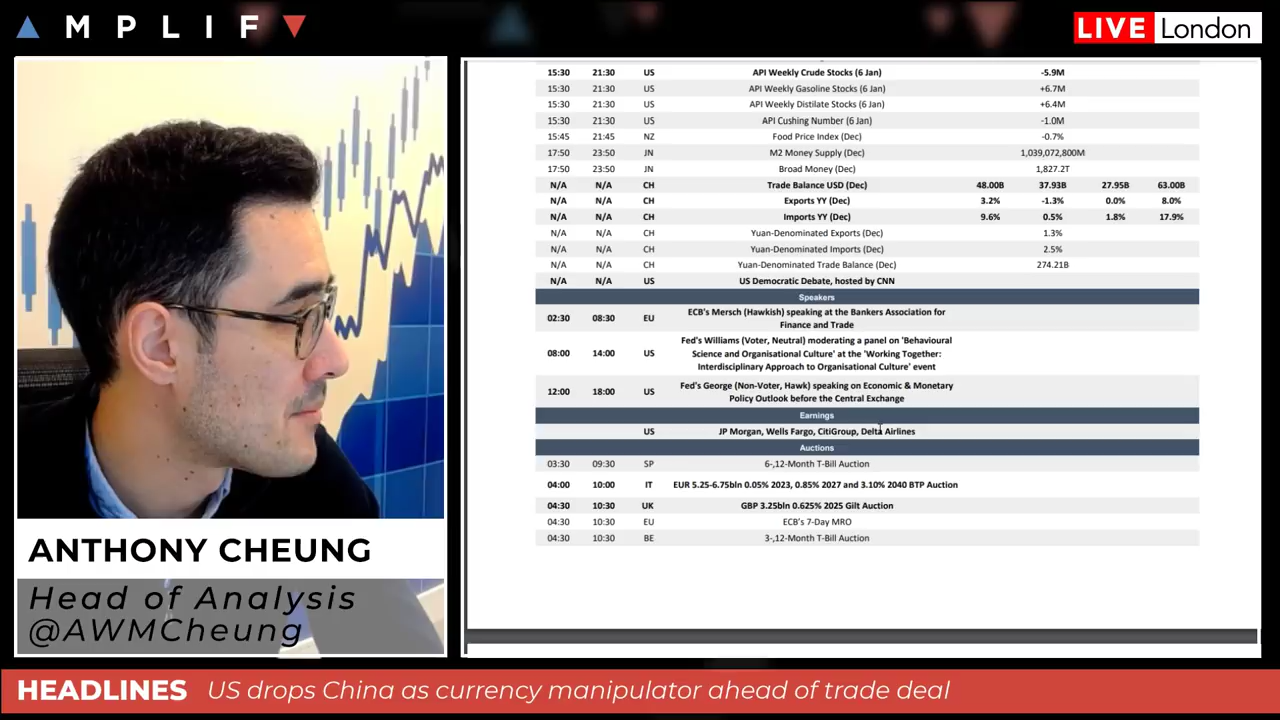 AMPLIFY
LIVE London
15:30 21:30 US API Weekly Crude Stocks (6 Jan) -5.9M
15:30 21:30 US API Weekly Gasoline Stocks (6 Jan) +6.7M
15:30 21:30 US API Weekly Distilate Stocks (6 Jan) +6.4M
15:30 21:30 US API Cushing Number (6 Jan) -1.0M
15:45 21:45 NZ Food Price Index (Dec) -0.7%
17:50 23:50 JN M2 Money Supply (Dec) 1,039,072,800M
17:50 23:50 JN Broad Money (Dec) 1,827.2T
N/A N/A CH Trade Balance USD (Dec) 48.00B 37.93B 27.95B 63.00B
N/A N/A CH Exports YY (Dec) 3.2% -1.3% 0.0% 8.0%
N/A N/A CH Imports YY (Dec) 9.6% 0.5% 1.8% 17.9%
N/A N/A CH Yuan-Denominated Exports (Dec) 1.3%
N/A N/A CH Yuan-Denominated Imports (Dec) 2.5%
N/A N/A CH Yuan-Denominated Trade Balance (Dec) 274.21B
N/A N/A US US Democratic Debate, hosted by CNN
Speakers
02:30 08:30 EU ECB's Mersch (Hawkish) speaking at the Bankers Association for
Finance and Trade
08:00 14:00 US Fed's Williams (Voter, Neutral) moderating a panel on 'Behavioural
Science and Organisational Culture' at the 'Working Together:
Interdisciplinary Approach to Organisational Culture' event
12:00 18:00 US Fed's George (Non-Voter, Hawk) speaking on Economic & Monetary
Policy Outlook before the Central Exchange
Earnings
US JP Morgan, Wells Fargo, CitiGroup, Delta Airlines
Auctions
03:30 09:30 SP 6-,12-Month T-Bill Auction
04:00 10:00 IT EUR 5.25-6.75bln 0.05% 2023, 0.85% 2027 and 3.10% 2040 BTP Auction
04:30 10:30 UK GBP 3.25bln 0.625% 2025 Gilt Auction
04:30 10:30 EU ECB's 7-Day MRO
04:30 10:30 BE 3-,12-Month T-Bill Auction
ANTHONY CHEUNG
Head of Analysis
@AWMCheung
HEADLINES US drops China as currency manipulator ahead of trade deal